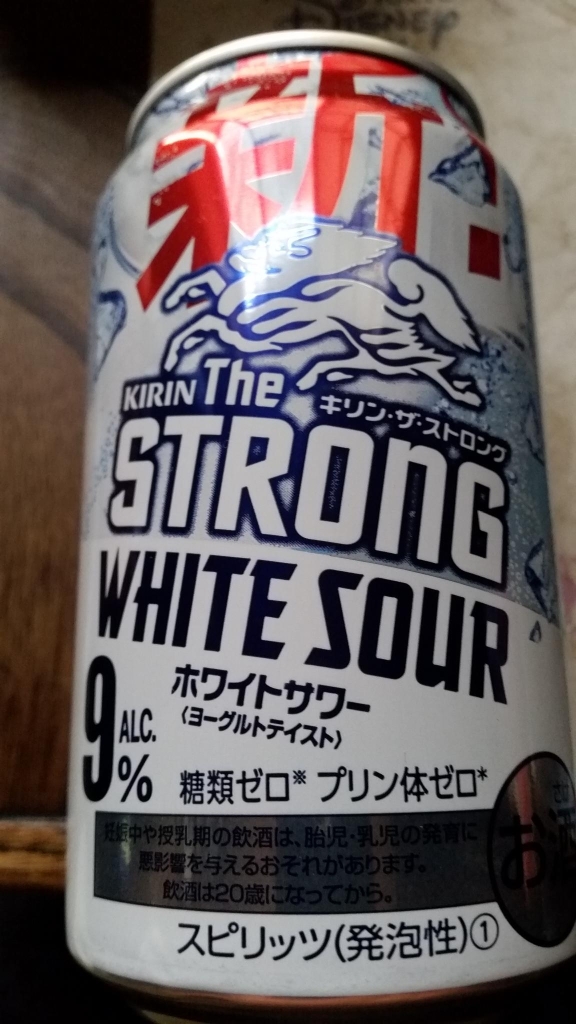 Disney
新!
KIRIN The
キリン・ザ・ストロング
STRONG
WHITE SOUR
9% ALC.
ホワイトサワー
〈ヨーグルトテイスト〉
糖類ゼロ※ プリン体ゼロ*
妊娠中や授乳期の飲酒は、胎児・乳児の発育に
悪影響を与えるおそれがあります。
飲酒は20歳になってから。
お酒
スピリッツ(発泡性)①